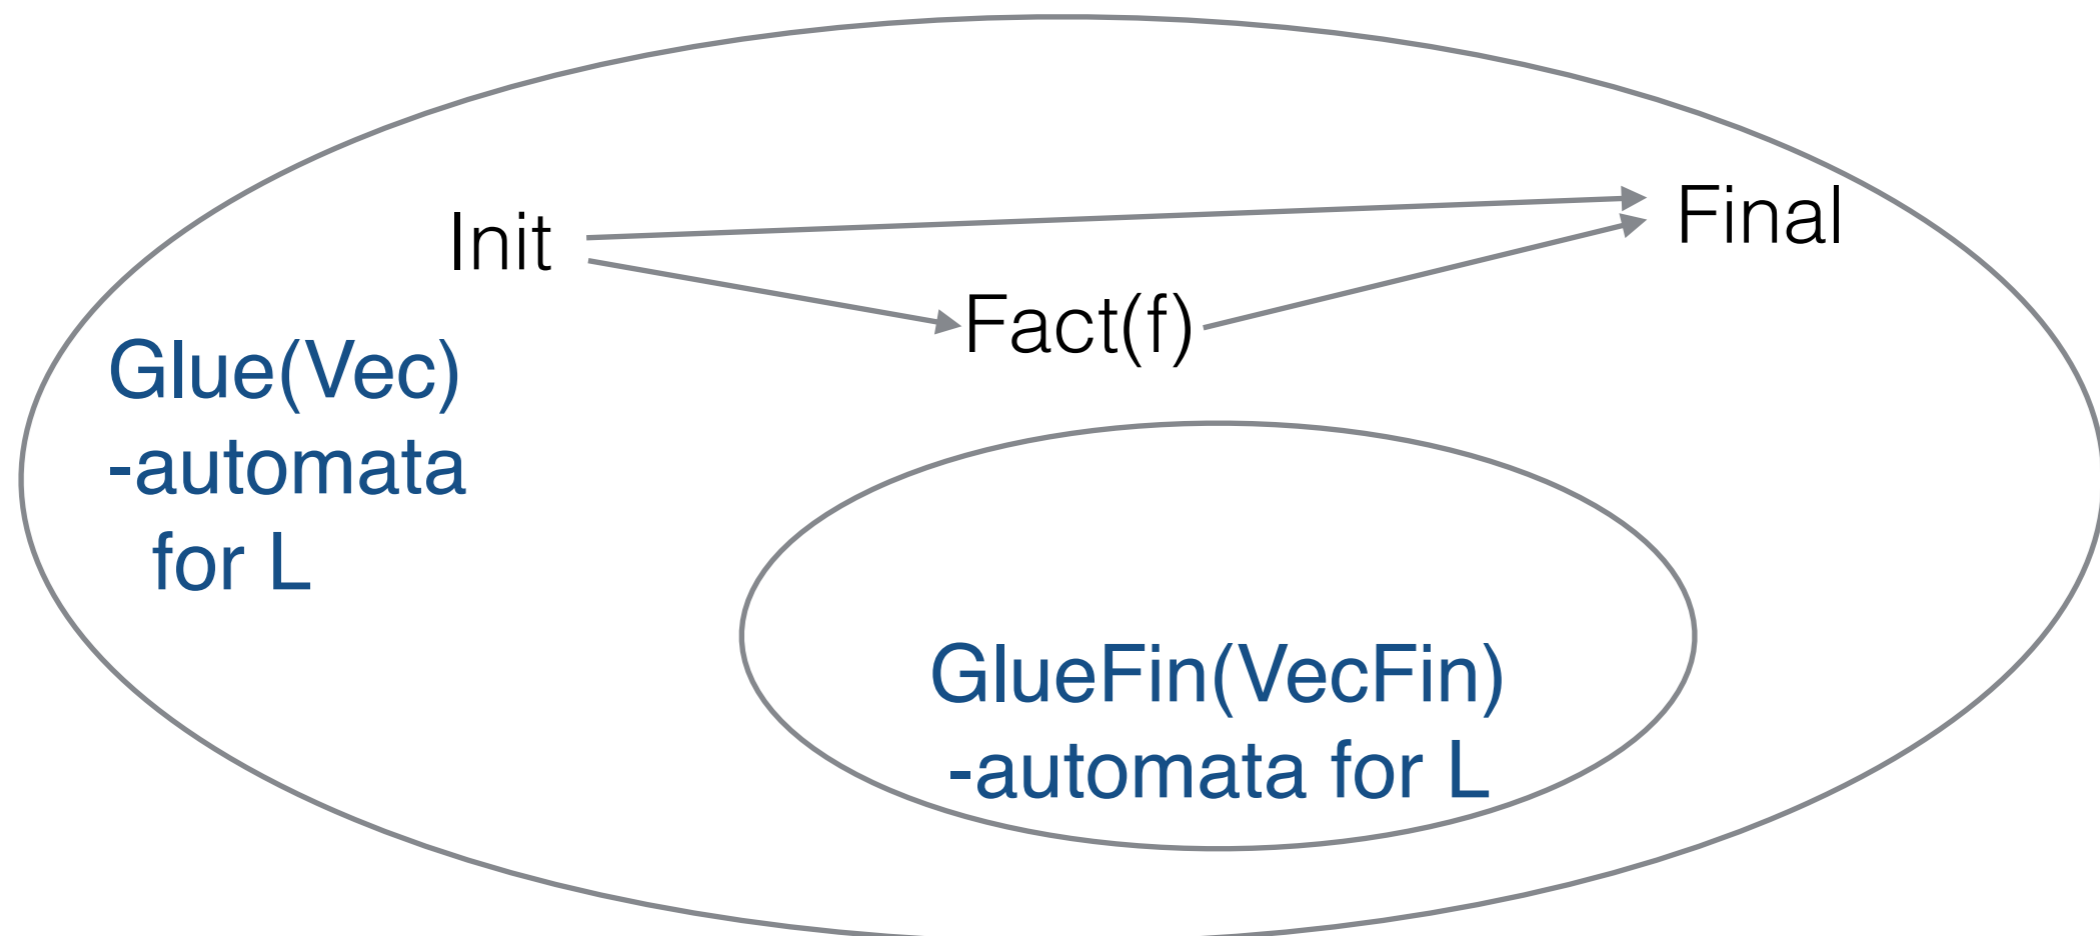 Init
Final
Fact(f)
Glue(Vec)
-automata
for L
GlueFin(VecFin)
-automata for L